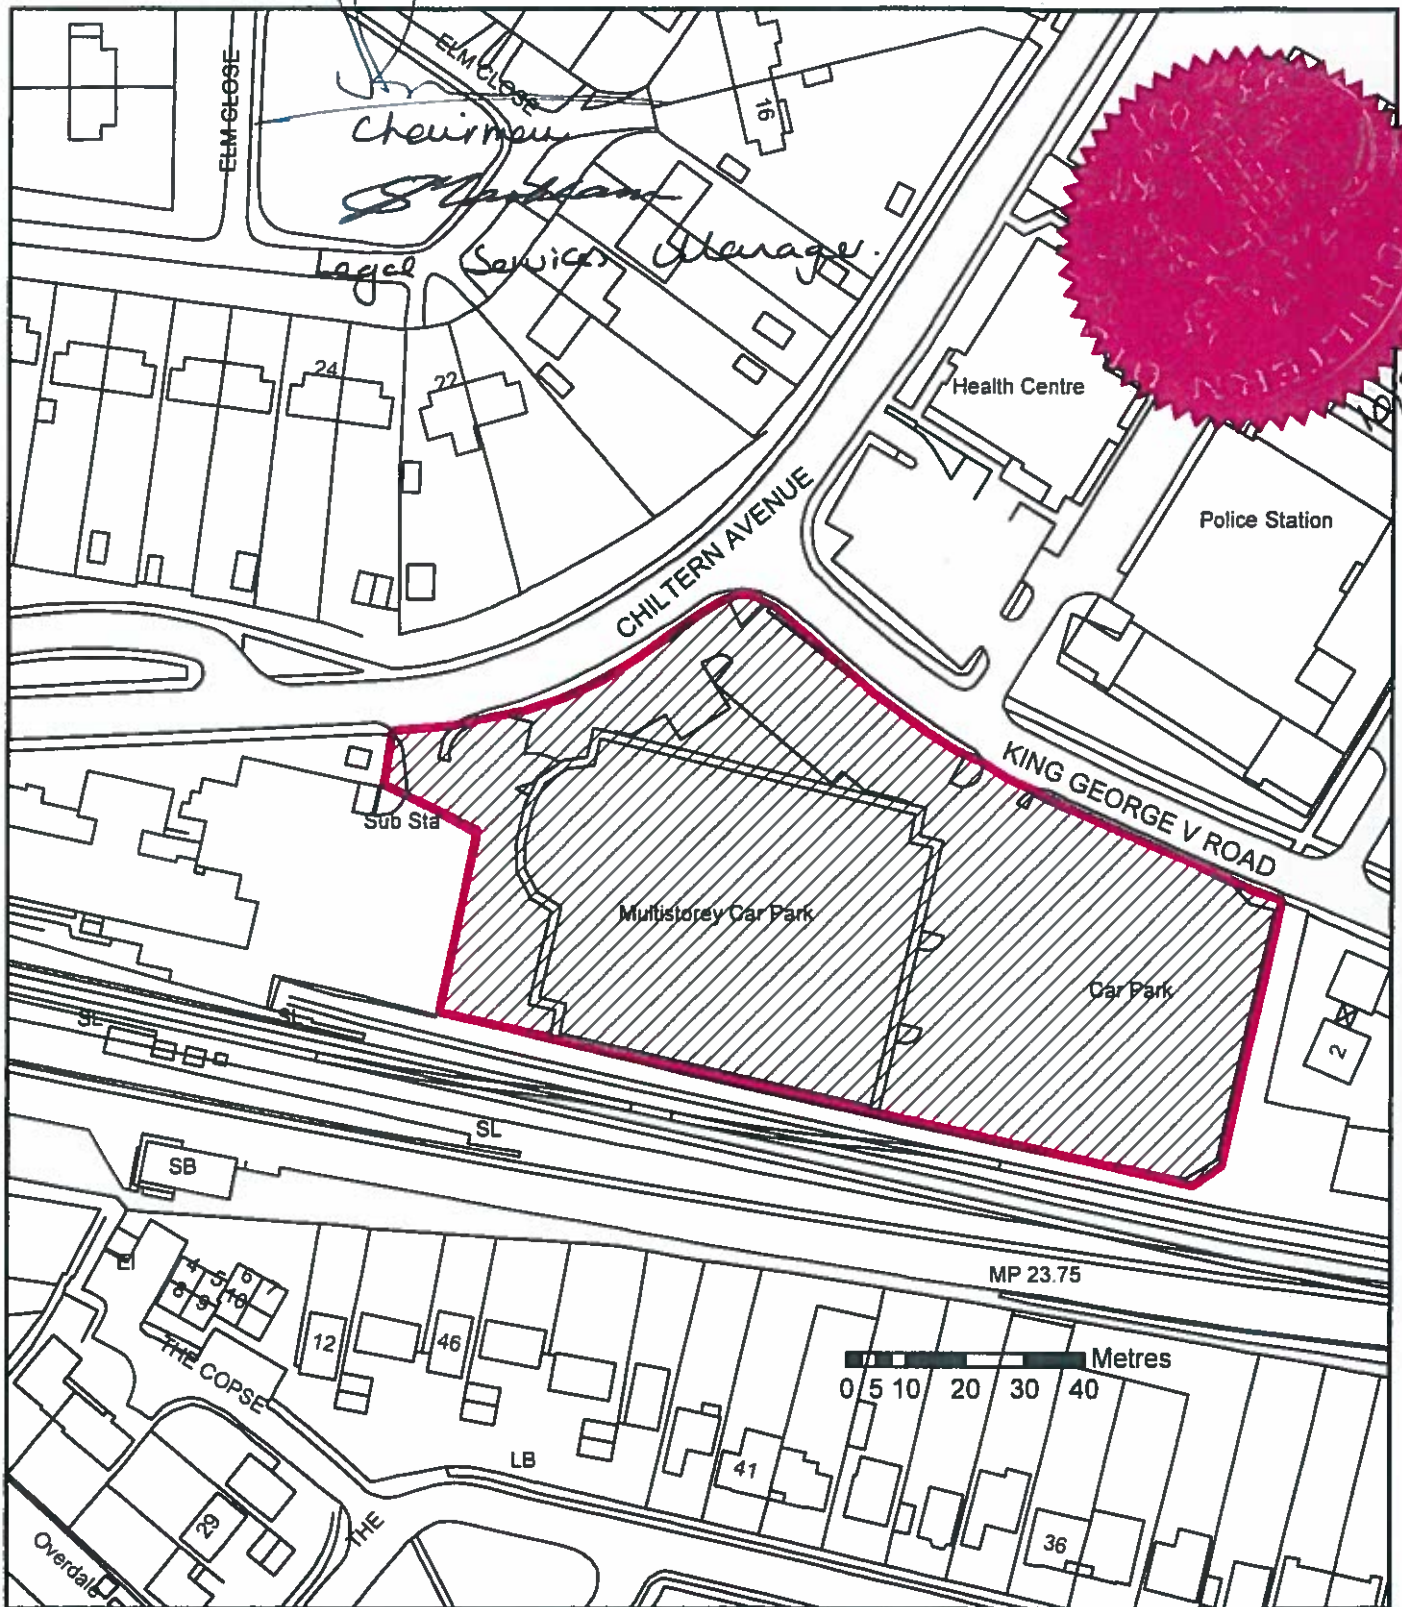 ELM CLOSE
ELM CLOSE
16
Chairman
Legal Services Manager.
24
22
Health Centre
Police Station
CHILTERN AVENUE
KING GEORGE V ROAD
Sub Sta
Multistorey Car Park
Car Park
2
SL
SL
SL
SB
MP 23.75
El
4
5
6
7
8
9
10
12
46
THE COPSE
Metres
0 5 10 20 30 40
LB
41
36
29
THE
Overdale